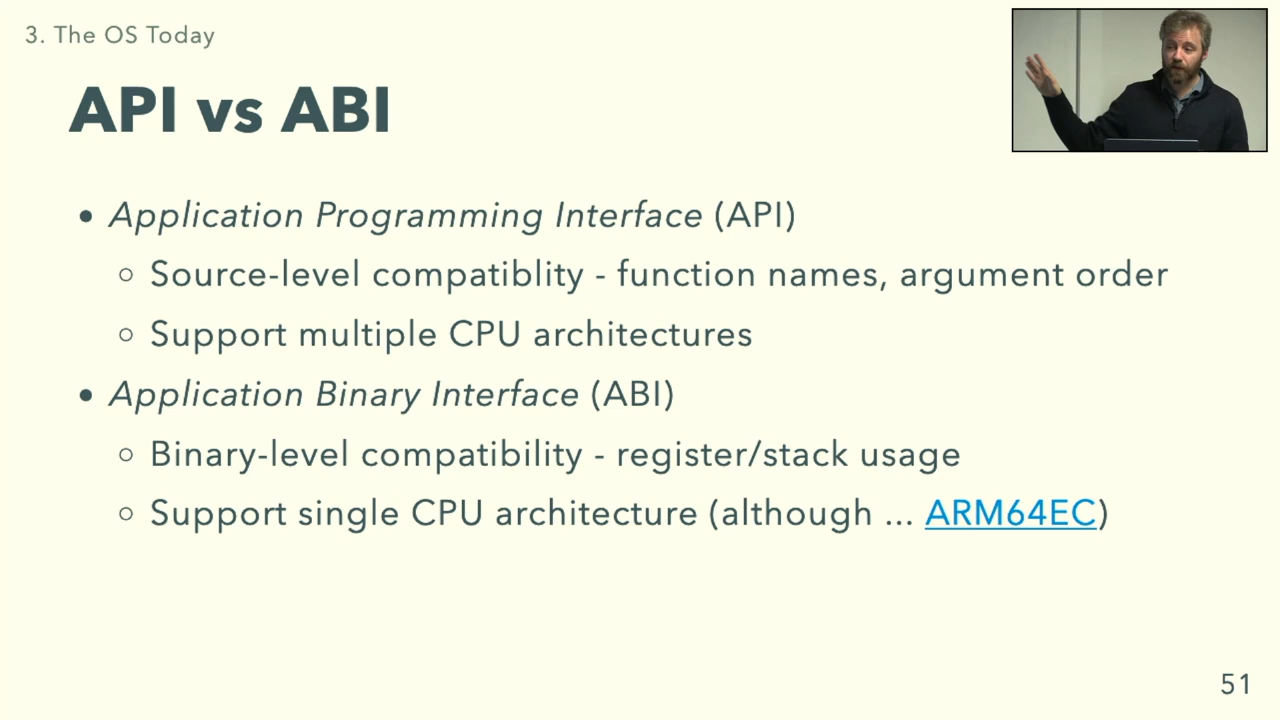 3. The OS Today
API vs ABI
• Application Programming Interface (API)
○ Source-level compatiblity - function names, argument order
○ Support multiple CPU architectures
• Application Binary Interface (ABI)
○ Binary-level compatibility - register/stack usage
○ Support single CPU architecture (although ... ARM64EC)
51